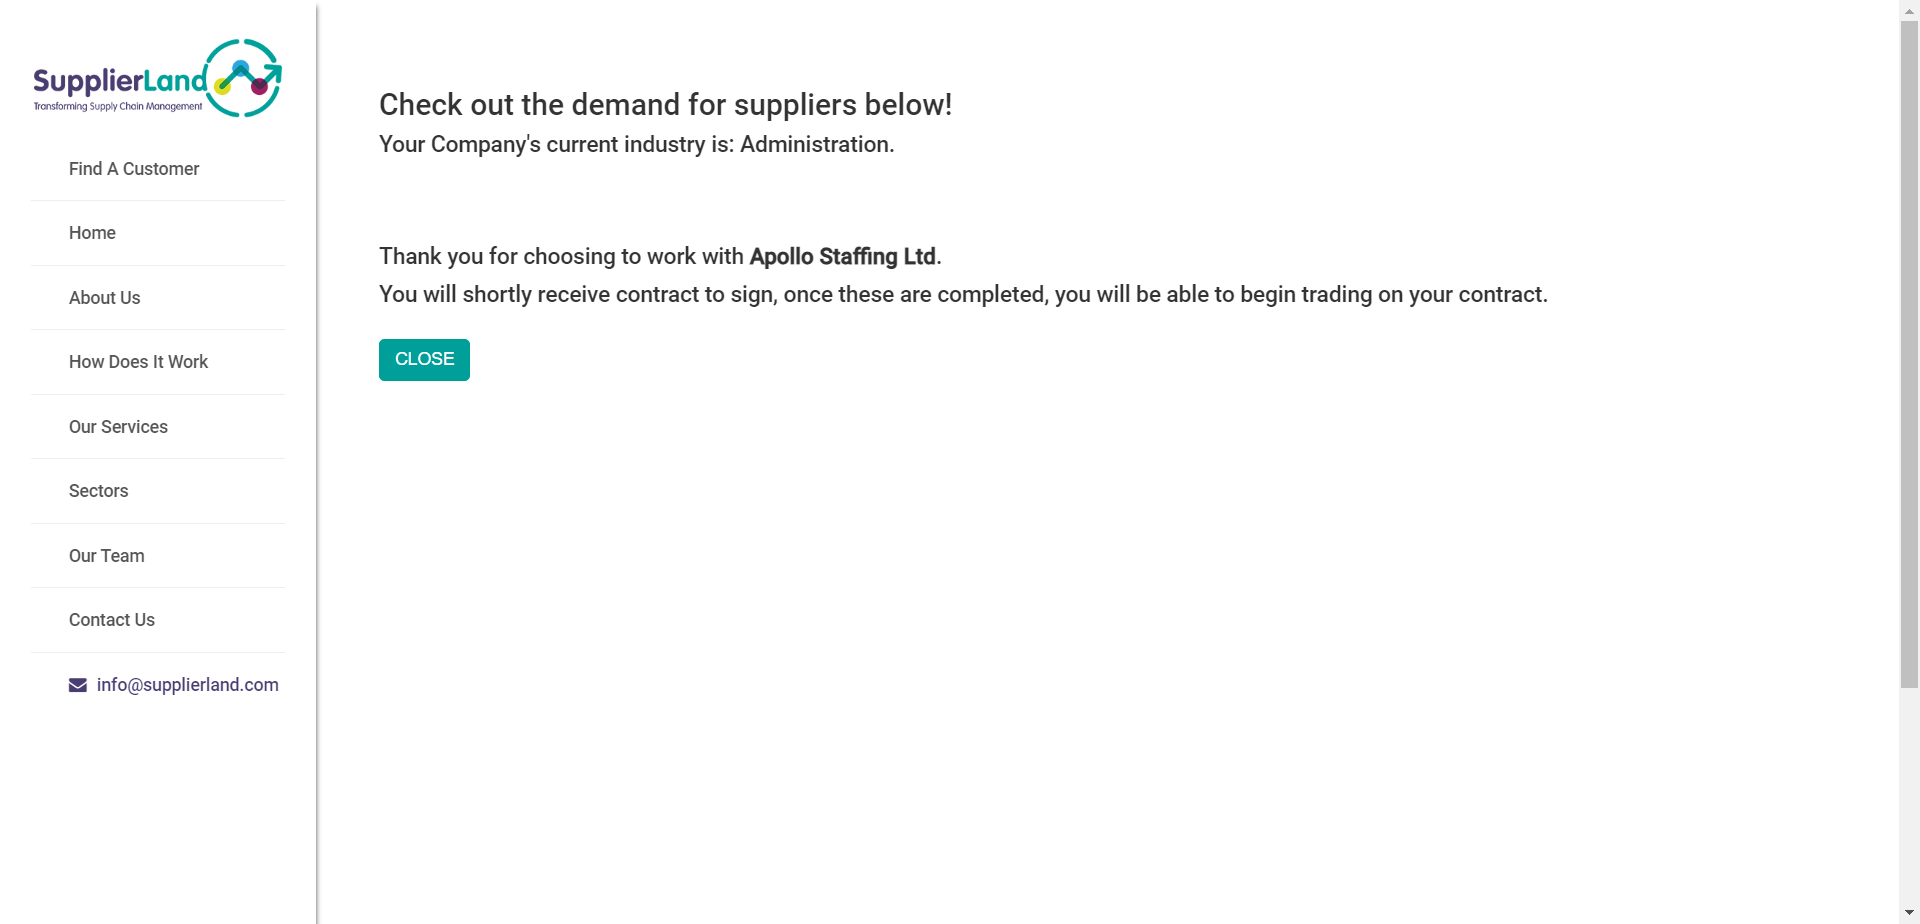 SupplierLand
Transforming Supply Chain Management
Find A Customer
Home
About Us
How Does It Work
Our Services
Sectors
Our Team
Contact Us
info@supplierland.com
Check out the demand for suppliers below!
Your Company's current industry is: Administration.
Thank you for choosing to work with Apollo Staffing Ltd.
You will shortly receive contract to sign, once these are completed, you will be able to begin trading on your contract.
CLOSE